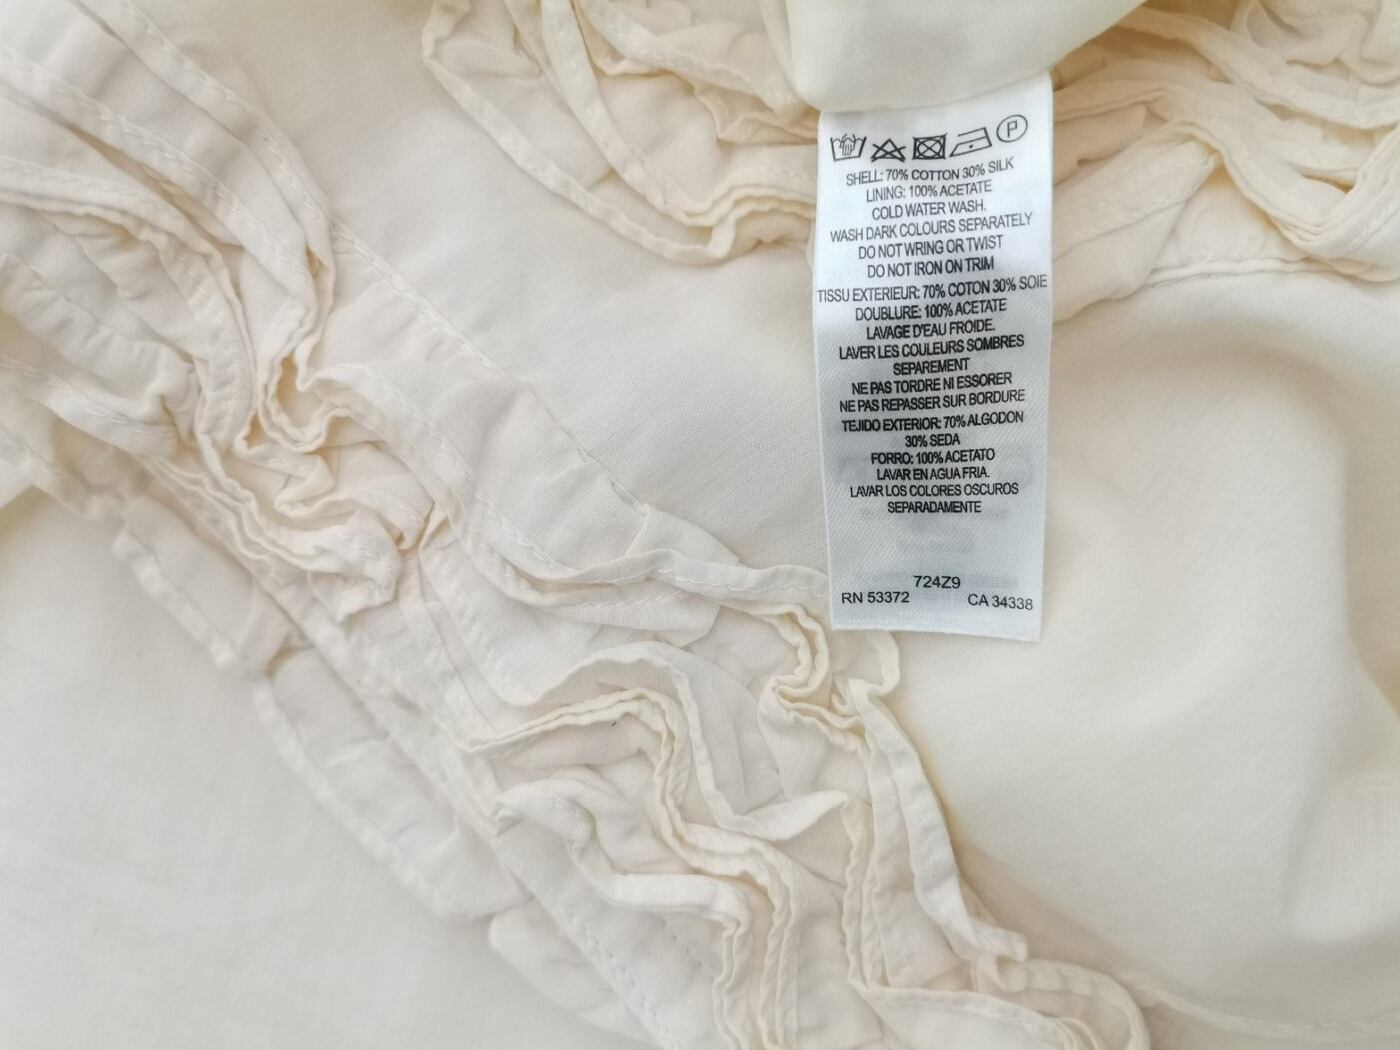 P
SHELL: 70% COTTON 30% SILK
LINING: 100% ACETATE
COLD WATER WASH.
WASH DARK COLOURS SEPARATELY
DO NOT WRING OR TWIST
DO NOT IRON ON TRIM
TISSU EXTERIEUR: 70% COTON 30% SOIE
DOUBLURE: 100% ACETATE
LAVAGE D'EAU FROIDE.
LAVER LES COULEURS SOMBRES
SEPAREMENT
NE PAS TORDRE NI ESSORER
NE PAS REPASSER SUR BORDURE
TEJIDO EXTERIOR: 70% ALGODON
30% SEDA
FORRO: 100% ACETATO
LAVAR EN AGUA FRIA.
LAVAR LOS COLORES OSCUROS
SEPARADAMENTE
724Z9
RN 53372 CA 34338